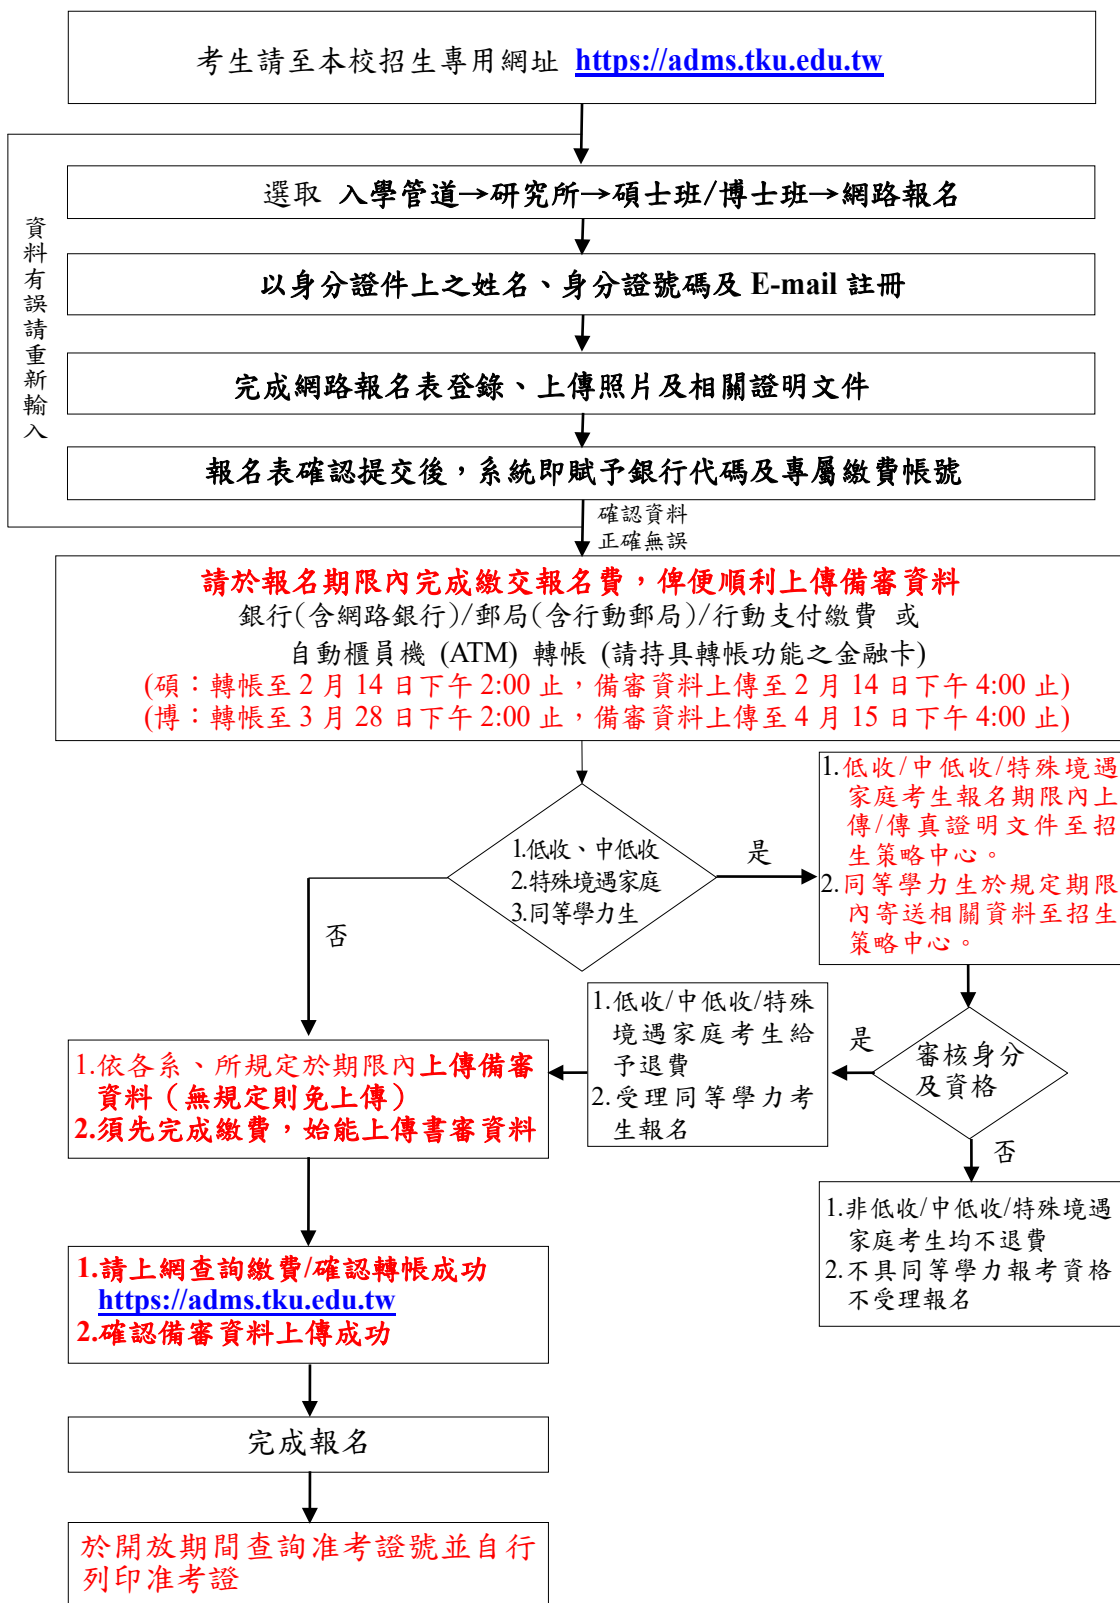 考生請至本校招生專用網址 https://adms.tku.edu.tw
選取 入學管道→研究所→碩士班/博士班→網路報名
資料有誤請重新輸入
以身分證件上之姓名、身分證號碼及 E-mail 註冊
完成網路報名表登錄、上傳照片及相關證明文件
報名表確認提交後，系統即賦予銀行代碼及專屬繳費帳號
確認資料
正確無誤
請於報名期限內完成繳交報名費，俾便順利上傳備審資料
銀行(含網路銀行)/郵局(含行動郵局)/行動支付繳費 或
自動櫃員機 (ATM) 轉帳 (請持具轉帳功能之金融卡)
(碩：轉帳至 2 月 14 日下午 2:00 止，備審資料上傳至 2 月 14 日下午 4:00 止)
(博：轉帳至 3 月 28 日下午 2:00 止，備審資料上傳至 4 月 15 日下午 4:00 止)
1.低收、中低收
2.特殊境遇家庭
3.同等學力生
是
1.低收/中低收/特殊境遇
家庭考生報名期限內上
傳/傳真證明文件至招
生策略中心。
2.同等學力生於規定期限
內寄送相關資料至招生
策略中心。
否
審核身分
及資格
是
1.低收/中低收/特殊
境遇家庭考生給
予退費
2.受理同等學力考
生報名
否
1.非低收/中低收/特殊境遇
家庭考生均不退費
2.不具同等學力報考資格
不受理報名
1.依各系、所規定於期限內上傳備審
資料（無規定則免上傳）
2.須先完成繳費，始能上傳書審資料
1.請上網查詢繳費/確認轉帳成功
https://adms.tku.edu.tw
2.確認備審資料上傳成功
完成報名
於開放期間查詢准考證號並自行
列印准考證